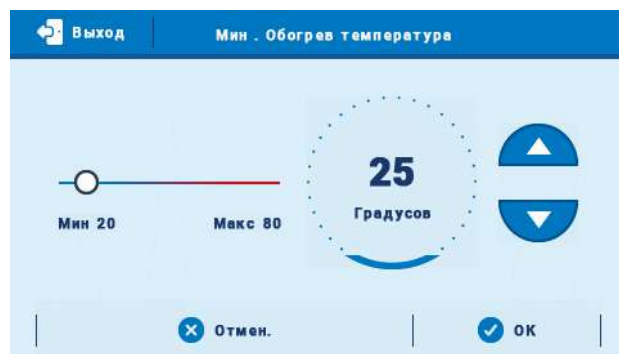 Выход
Мин . Обогрев температура
25
Градусов
Мин 20
Макс 80
Отмен.
ОК